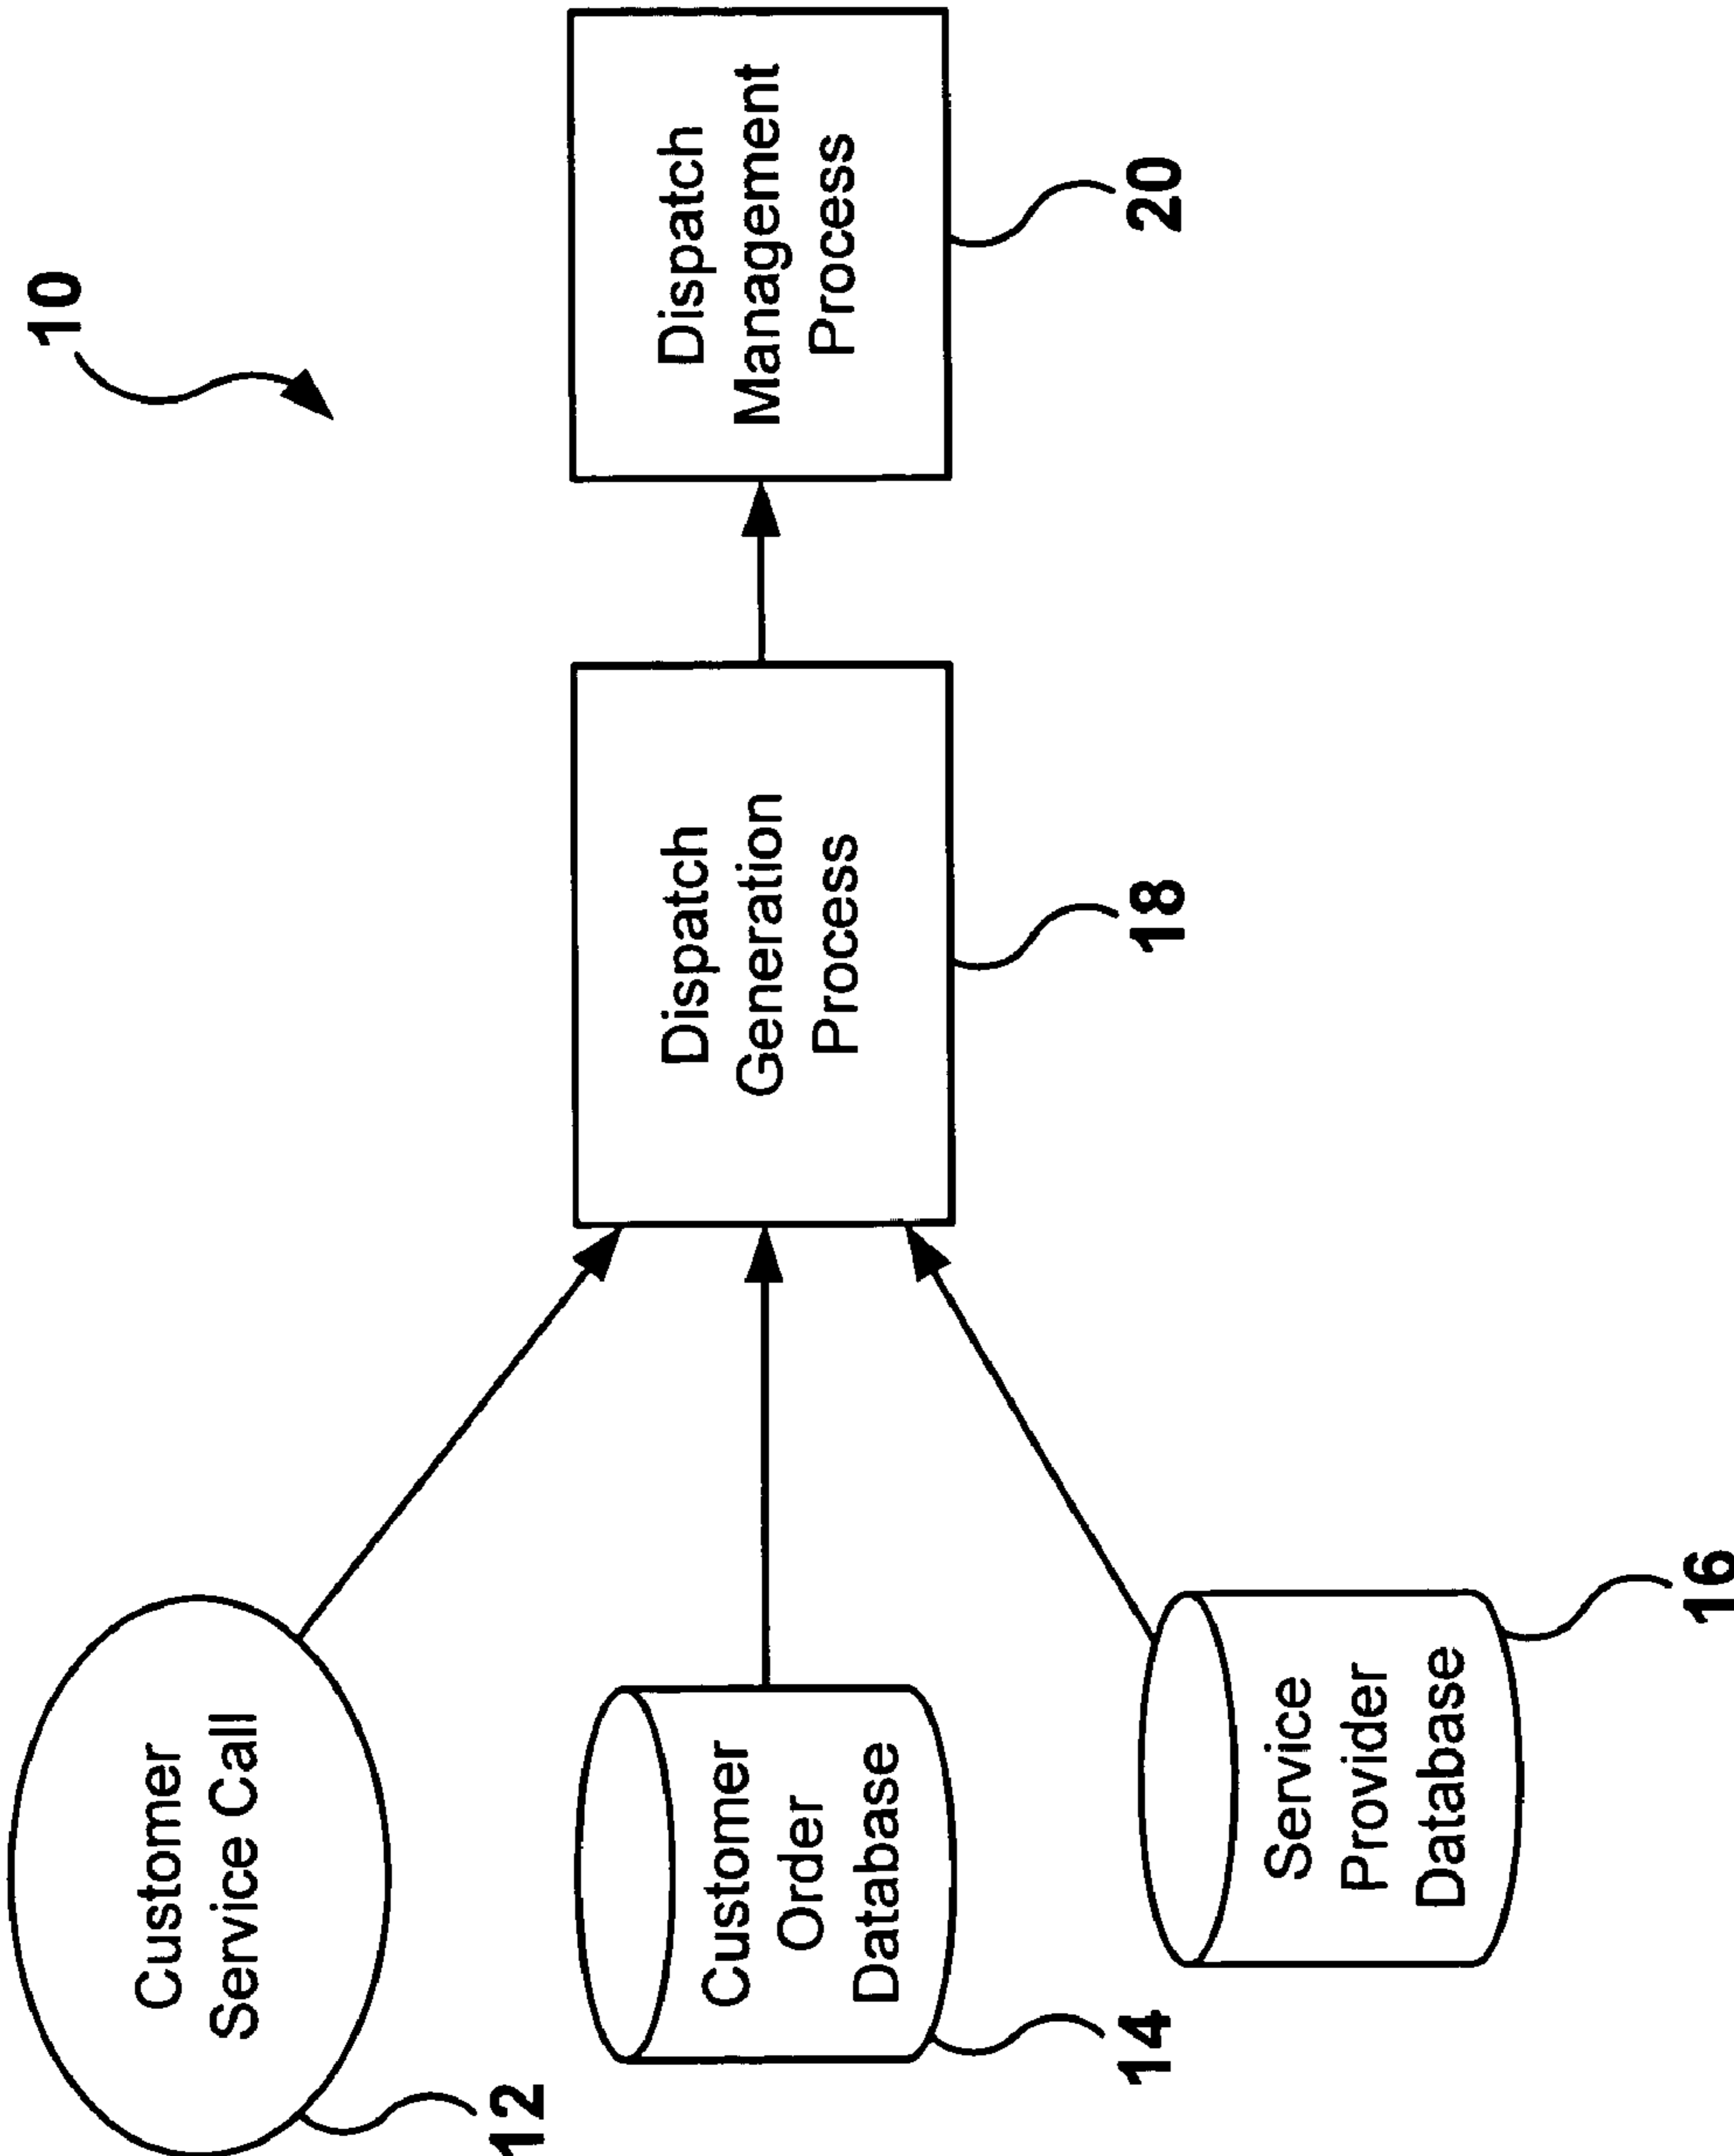 10
Customer
Service Call
12
Customer
Order
Database
14
Service
Provider
Database
16
Dispatch
Generation
Process
18
Dispatch
Management
Process
20